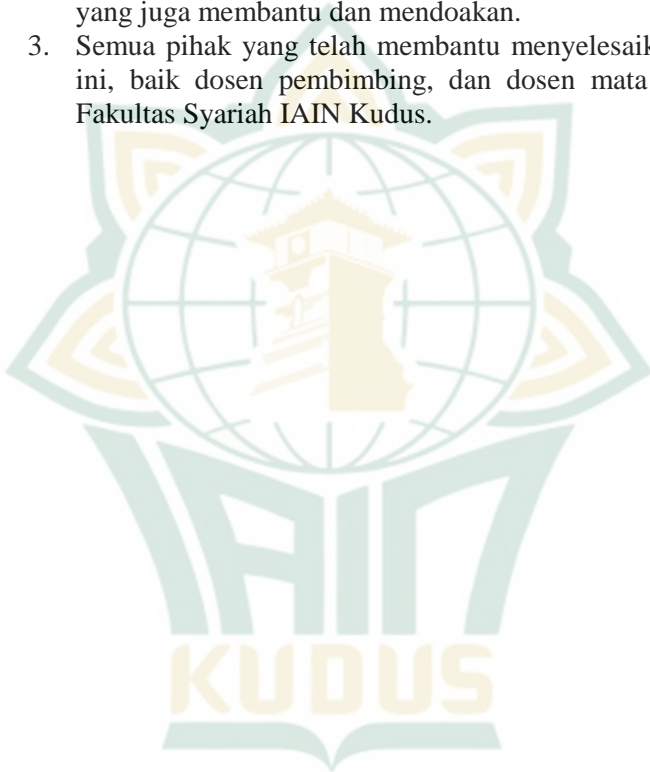 yang juga membantu dan mendoakan.
3. Semua pihak yang telah membantu
ini, baik dosen pembimbing, dan dosen mata
Fakultas Syariah IAIN Kudus.
IAIN
KUDUS